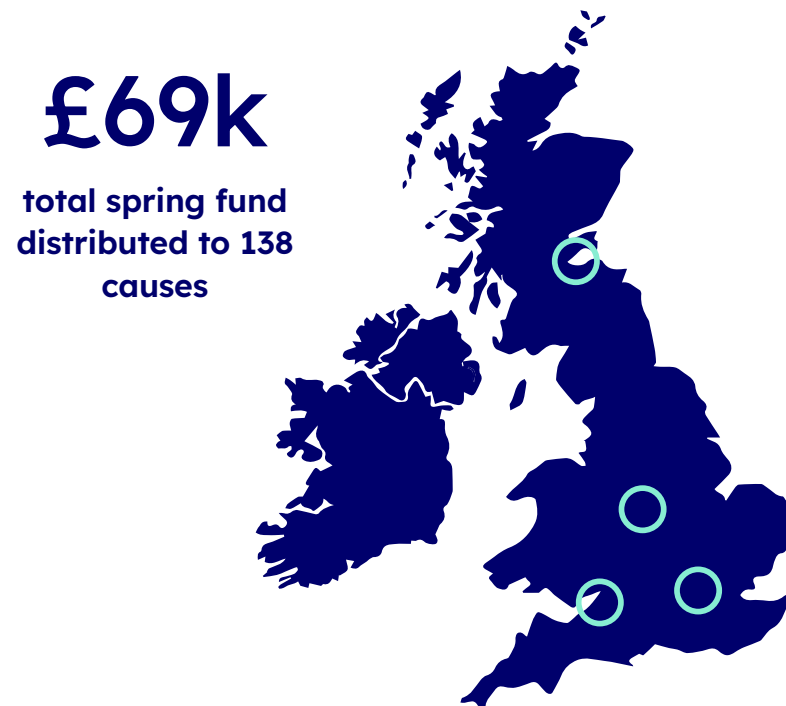 £69k
total spring fund
distributed to 138
causes